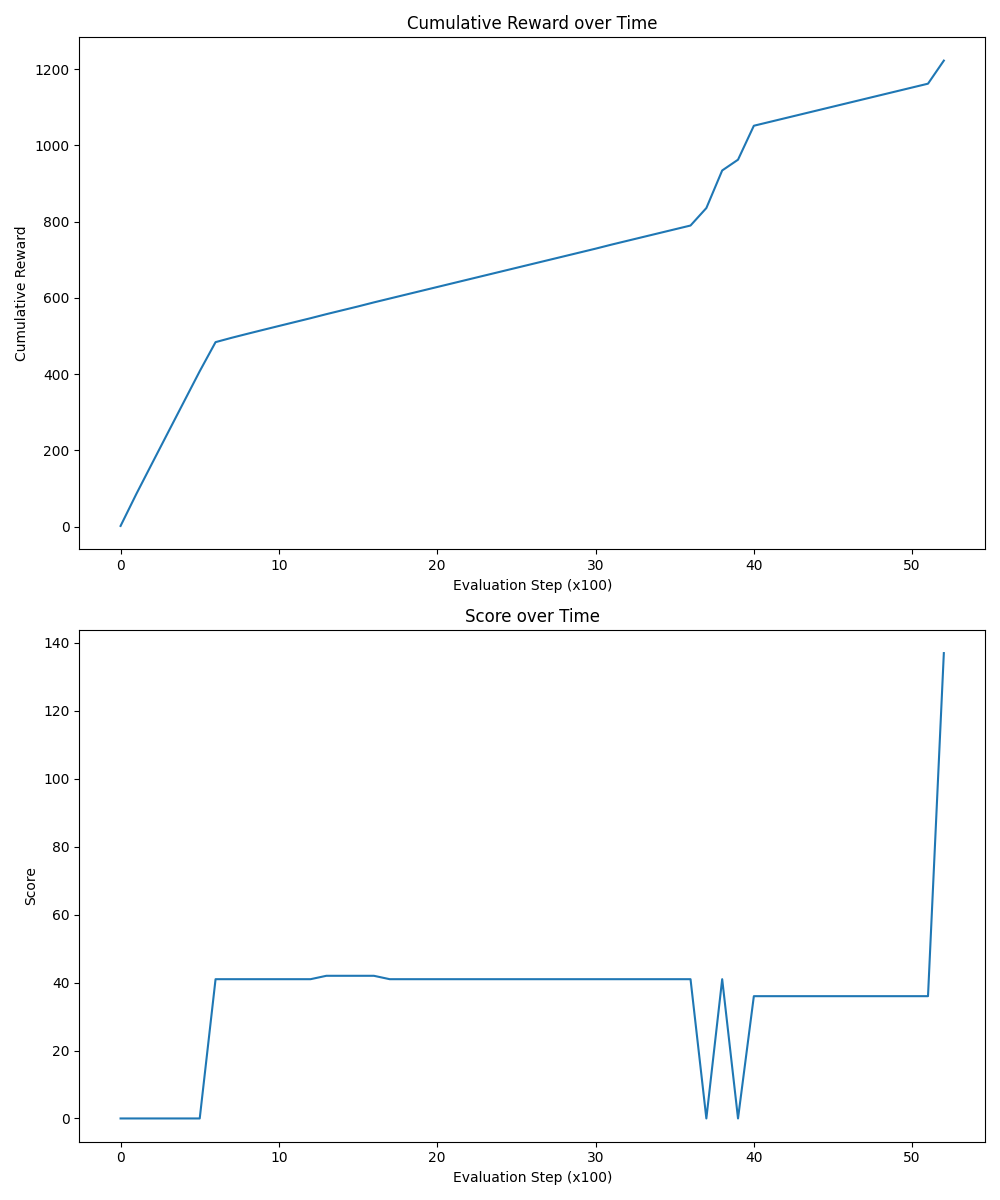 Cumulative Reward over Time
1200
1000
800
600
400
200
0
Cumulative Reward
0 10 20 30 40 50
Evaluation Step (x100)
Score over Time
140
120
100
80
60
40
20
0
Score
0 10 20 30 40 50
Evaluation Step (x100)